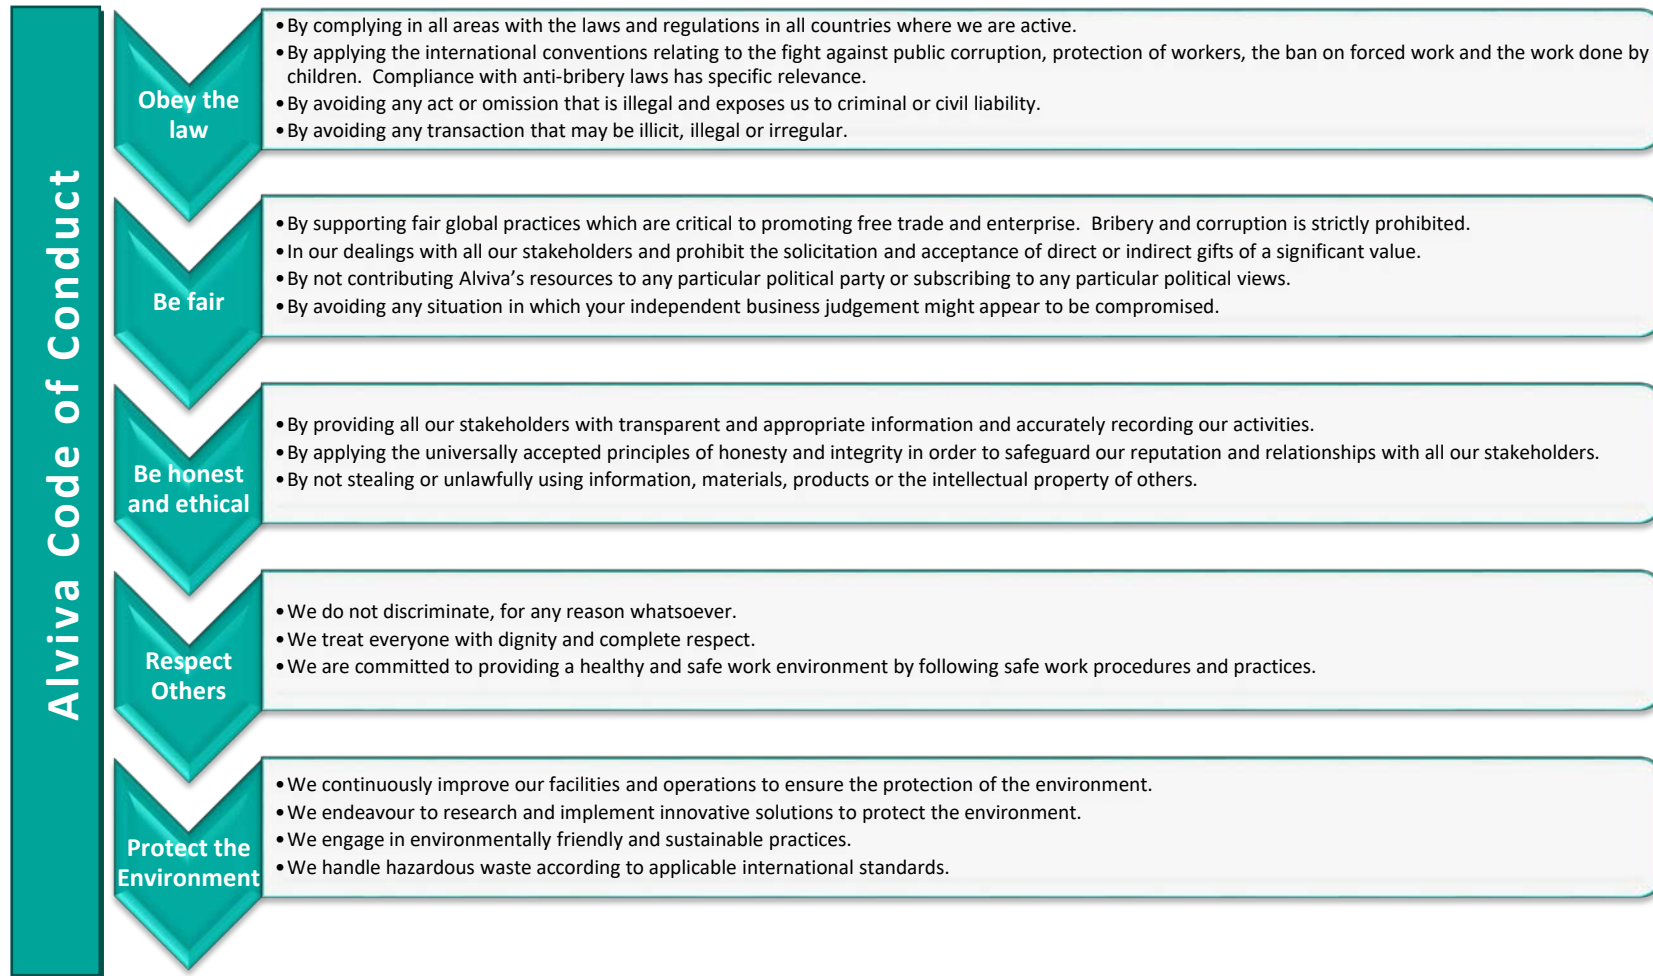 Alviva Code of Conduct
Obey the
law
•By complying in all areas with the laws and regulations in all countries where we are active.
•By applying the international conventions relating to the fight against public corruption, protection of workers, the ban on forced work and the work done by
children.  Compliance with anti-bribery laws has specific relevance.
•By avoiding any act or omission that is illegal and exposes us to criminal or civil liability.
•By avoiding any transaction that may be illicit, illegal or irregular.
Be fair
•By supporting fair global practices which are critical to promoting free trade and enterprise.  Bribery and corruption is strictly prohibited.
•In our dealings with all our stakeholders and prohibit the solicitation and acceptance of direct or indirect gifts of a significant value.
•By not contributing Alviva's resources to any particular political party or subscribing to any particular political views.
•By avoiding any situation in which your independent business judgement might appear to be compromised.
Be honest
and ethical
•By providing all our stakeholders with transparent and appropriate information and accurately recording our activities.
•By applying the universally accepted principles of honesty and integrity in order to safeguard our reputation and relationships with all our stakeholders.
•By not stealing or unlawfully using information, materials, products or the intellectual property of others.
Respect
Others
•We do not discriminate, for any reason whatsoever.
•We treat everyone with dignity and complete respect.
•We are committed to providing a healthy and safe work environment by following safe work procedures and practices.
Protect the
Environment
•We continuously improve our facilities and operations to ensure the protection of the environment.
•We endeavour to research and implement innovative solutions to protect the environment.
•We engage in environmentally friendly and sustainable practices.
•We handle hazardous waste according to applicable international standards.